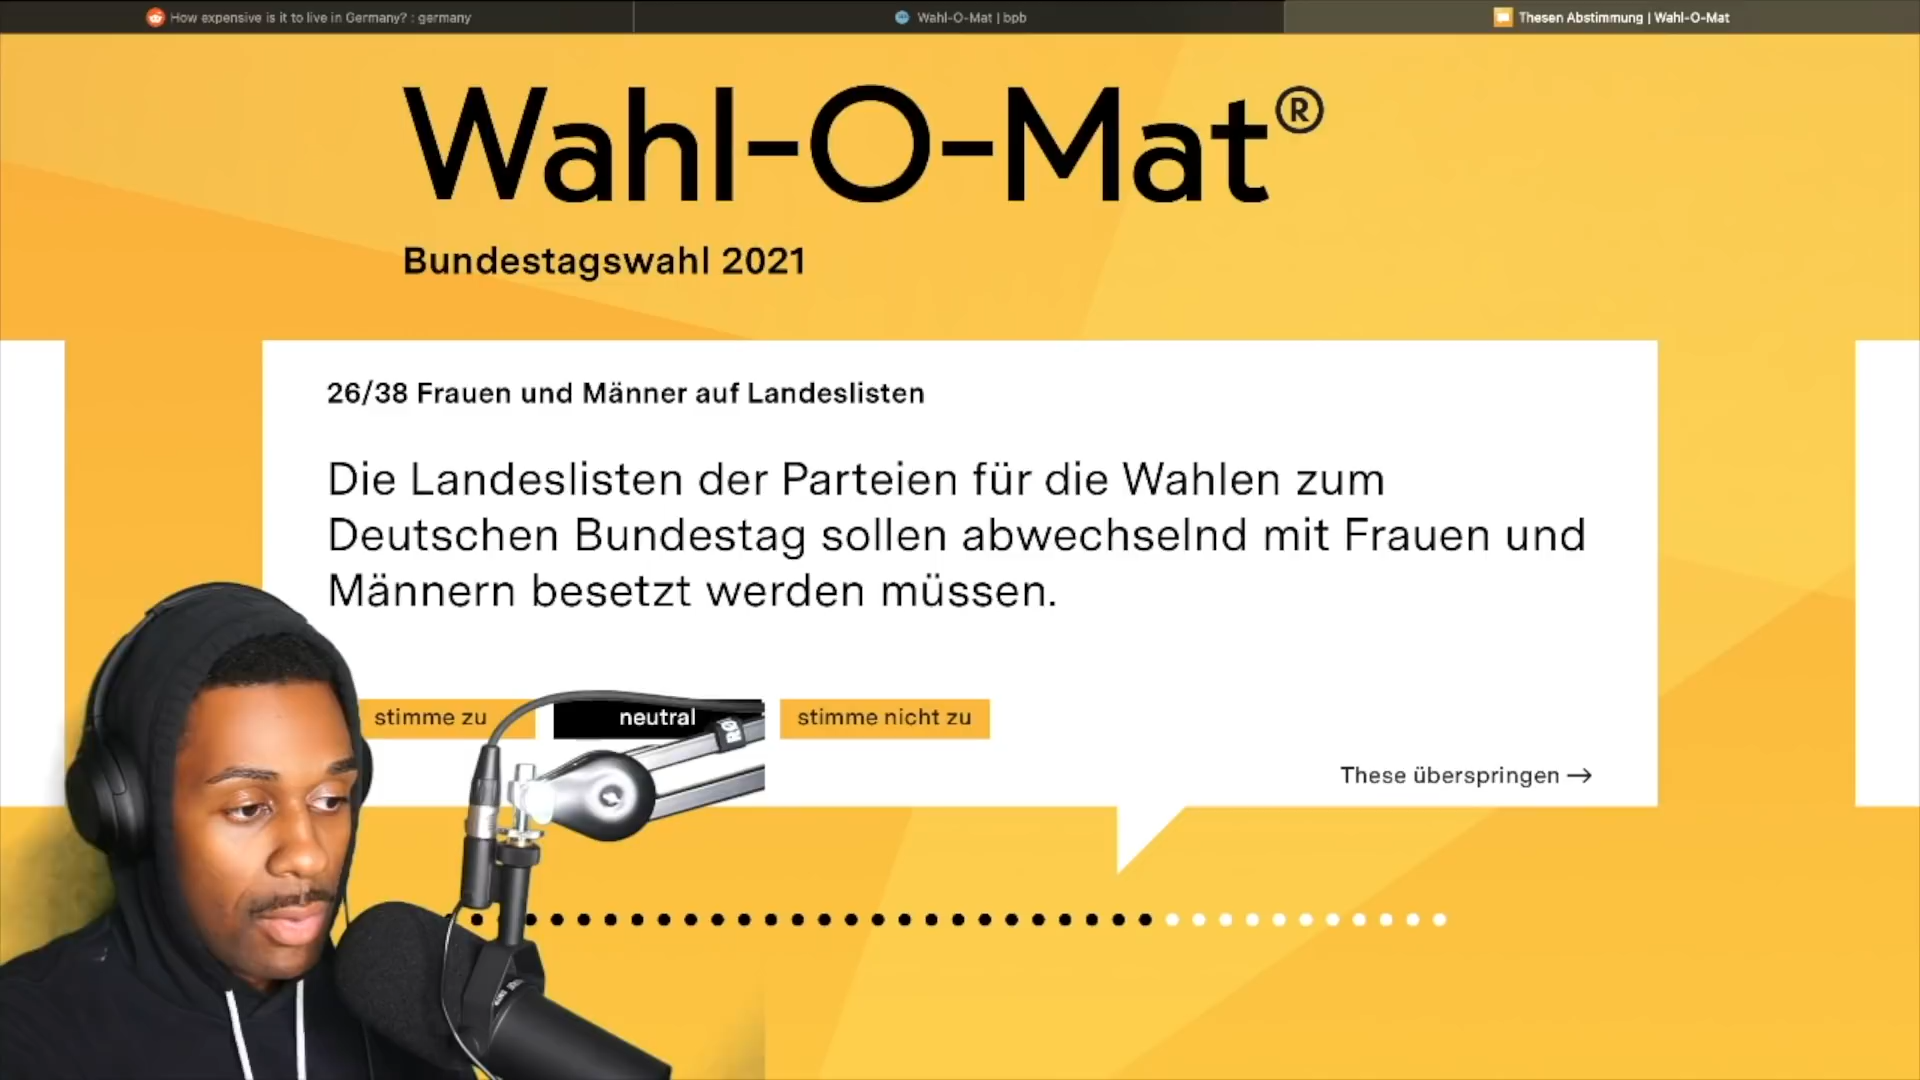 How expensive is it to live in Germany? : germany
Wahl-O-Mat | bpb
Thesen Abstimmung | Wahl-O-Mat
Wahl-O-Mat®
Bundestagswahl 2021
26/38 Frauen und Männer auf Landeslisten
Die Landeslisten der Parteien für die Wahlen zum
Deutschen Bundestag sollen abwechselnd mit Frauen und
Männern besetzt werden müssen.
stimme zu
neutral
stimme nicht zu
These überspringen →